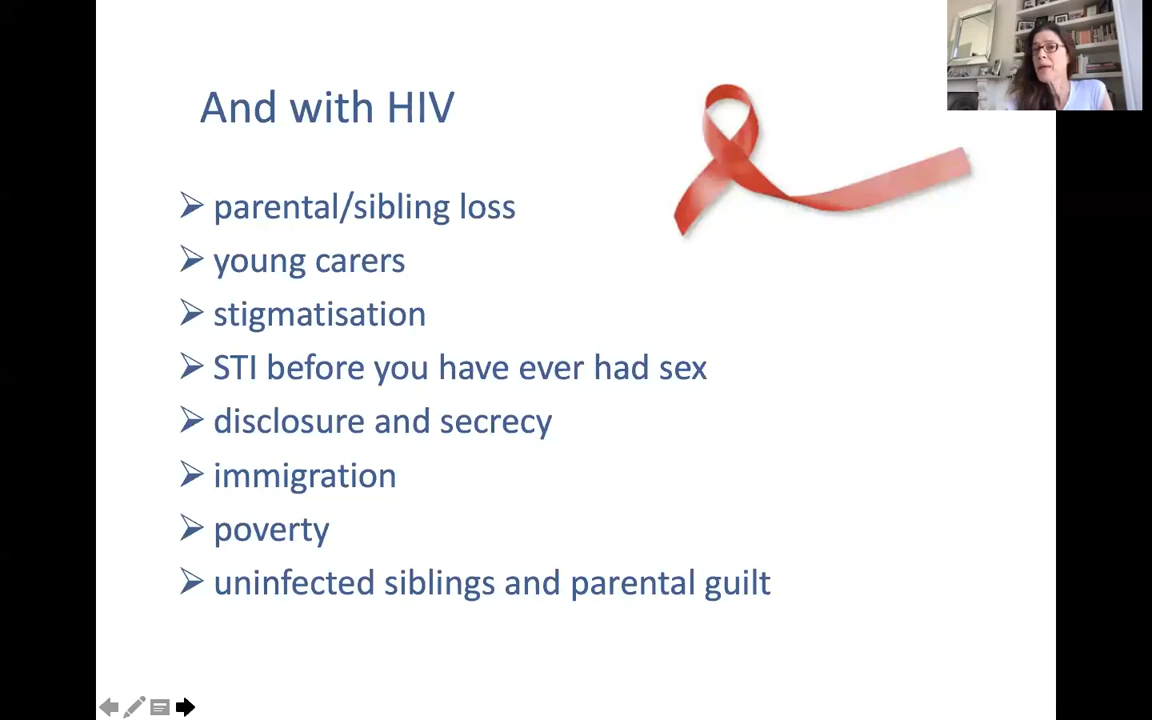 And with HIV
➢ parental/sibling loss
➢ young carers
➢ stigmatisation
➢ STI before you have ever had sex
➢ disclosure and secrecy
➢ immigration
➢ poverty
➢ uninfected siblings and parental guilt